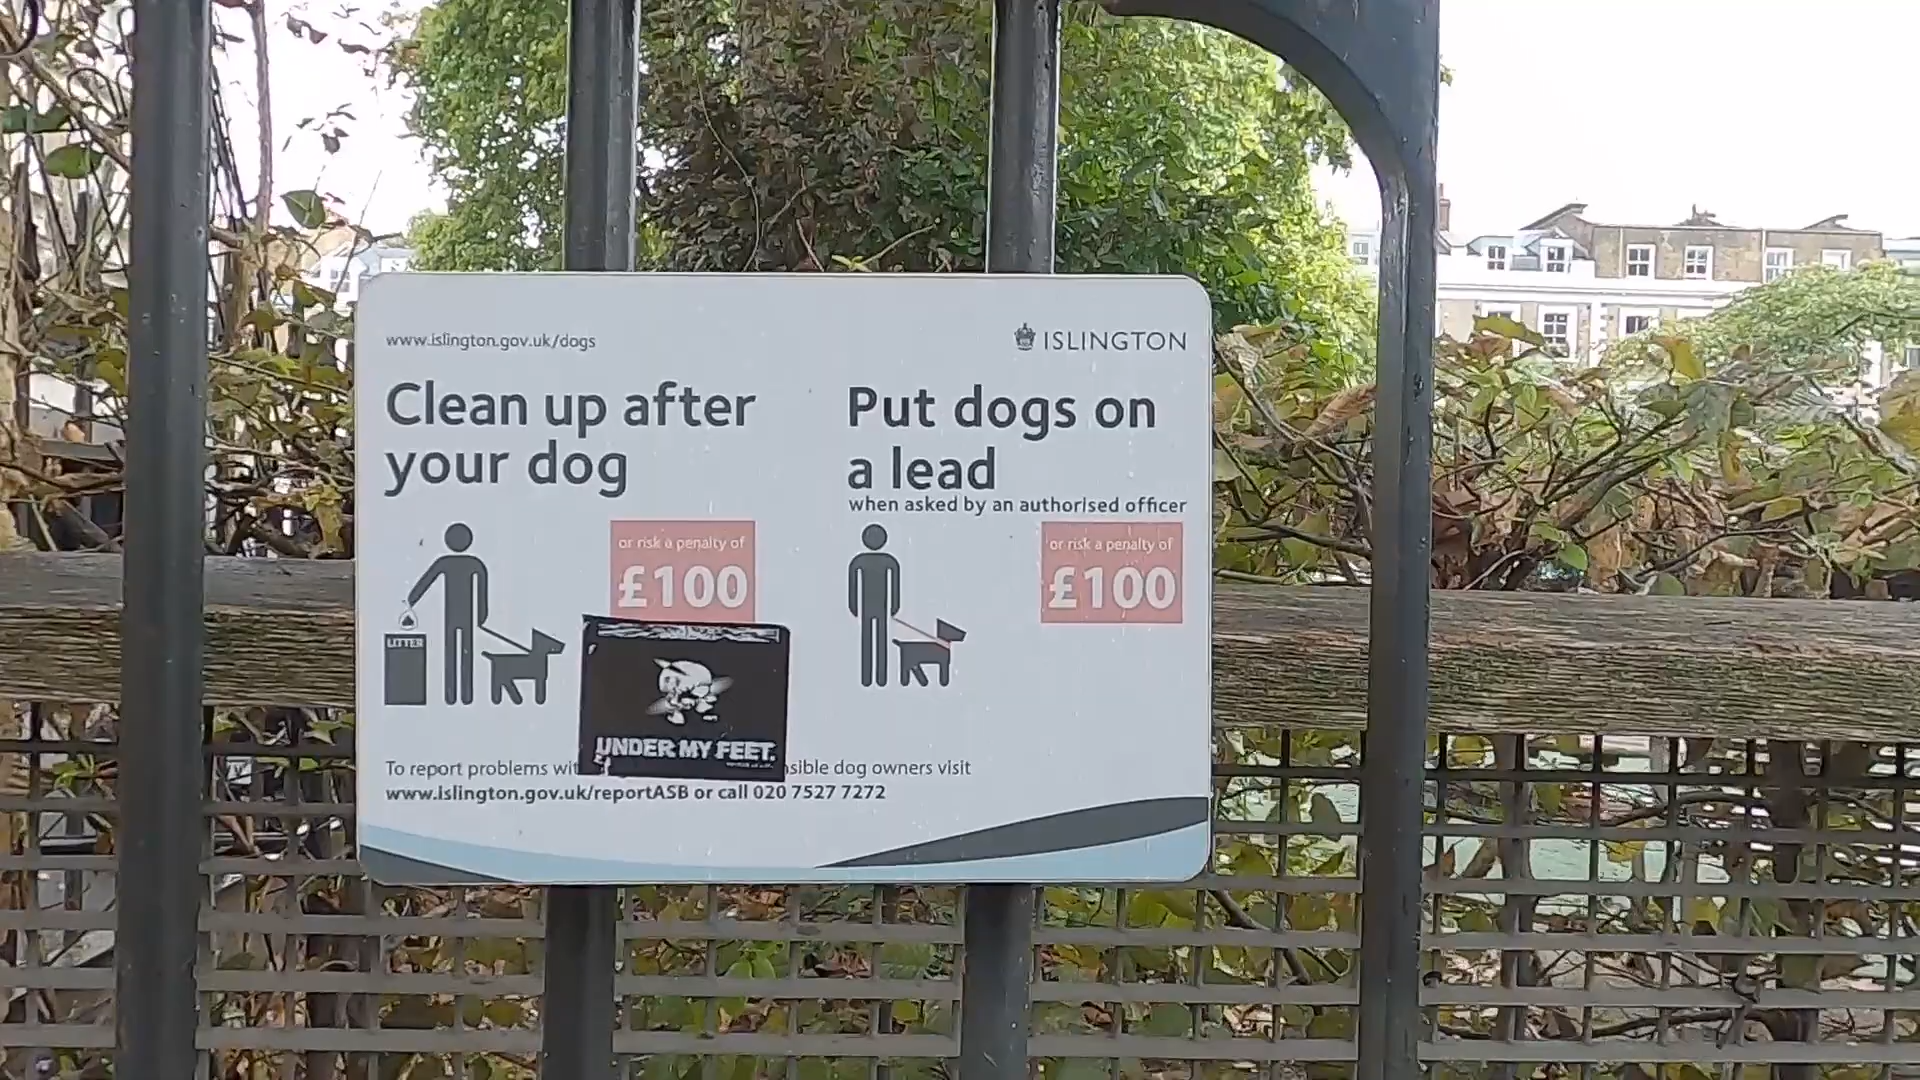 www.islington.gov.uk/dogs
ISLINGTON
Clean up after
your dog
or risk a penalty of
£100
LITTER
Put dogs on
a lead
when asked by an authorised officer
or risk a penalty of
£100
UNDER MY FEET.
To report problems dog owners visit
www.islington.gov.uk/reportASB or call 020 7527 7272